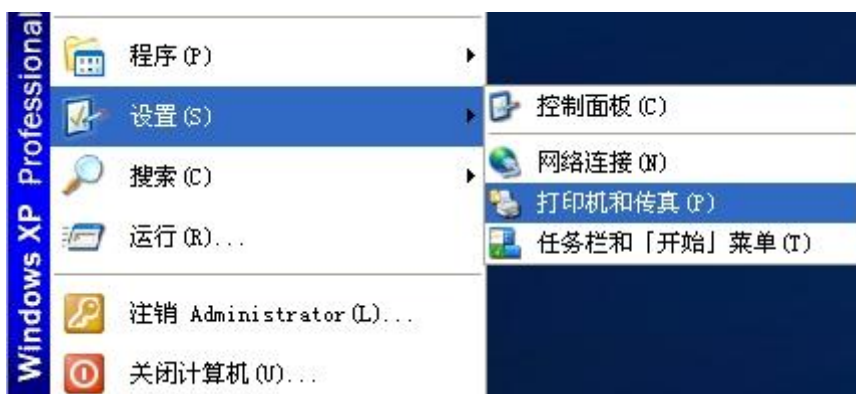 Windows XP Professional
程序(P)
设置(S)
搜索(C)
运行(R)...
注销 Administrator(L)...
关闭计算机(U)...
控制面板(C)
网络连接(N)
打印机和传真(P)
任务栏和「开始」菜单(T)